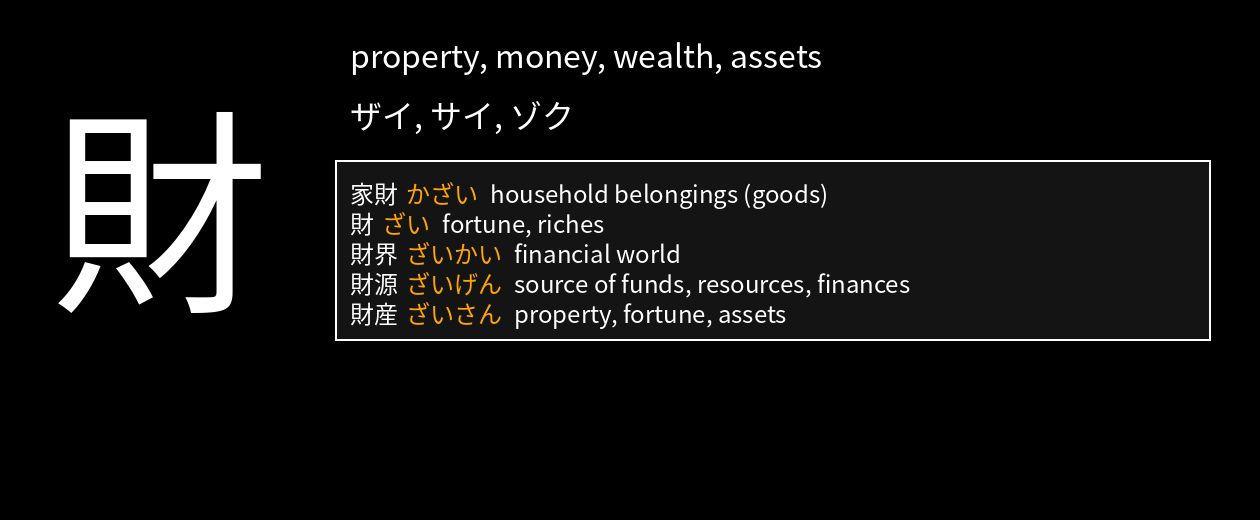 財
property, money, wealth, assets
ザイ, サイ, ゾク
家財 かざい household belongings (goods)
財 ざい fortune, riches
財界 ざいかい financial world
財源 ざいげん source of funds, resources, finances
財産 ざいさん property, fortune, assets